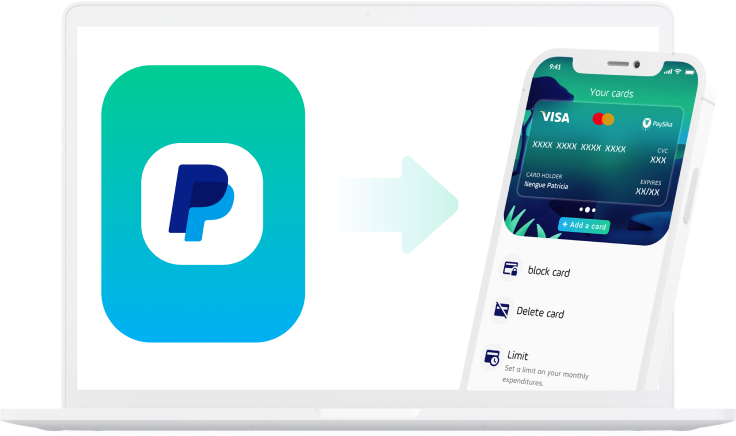 9:41
Your cards
VISA
PaySika
XXXX XXXX XXXX XXXX
CVC
XXX
CARD HOLDER
Nengue Patricia
EXPIRES
XX/XX
+ Add a card
block card
Delete card
Limit
Set a limit on your monthly
expenditures.